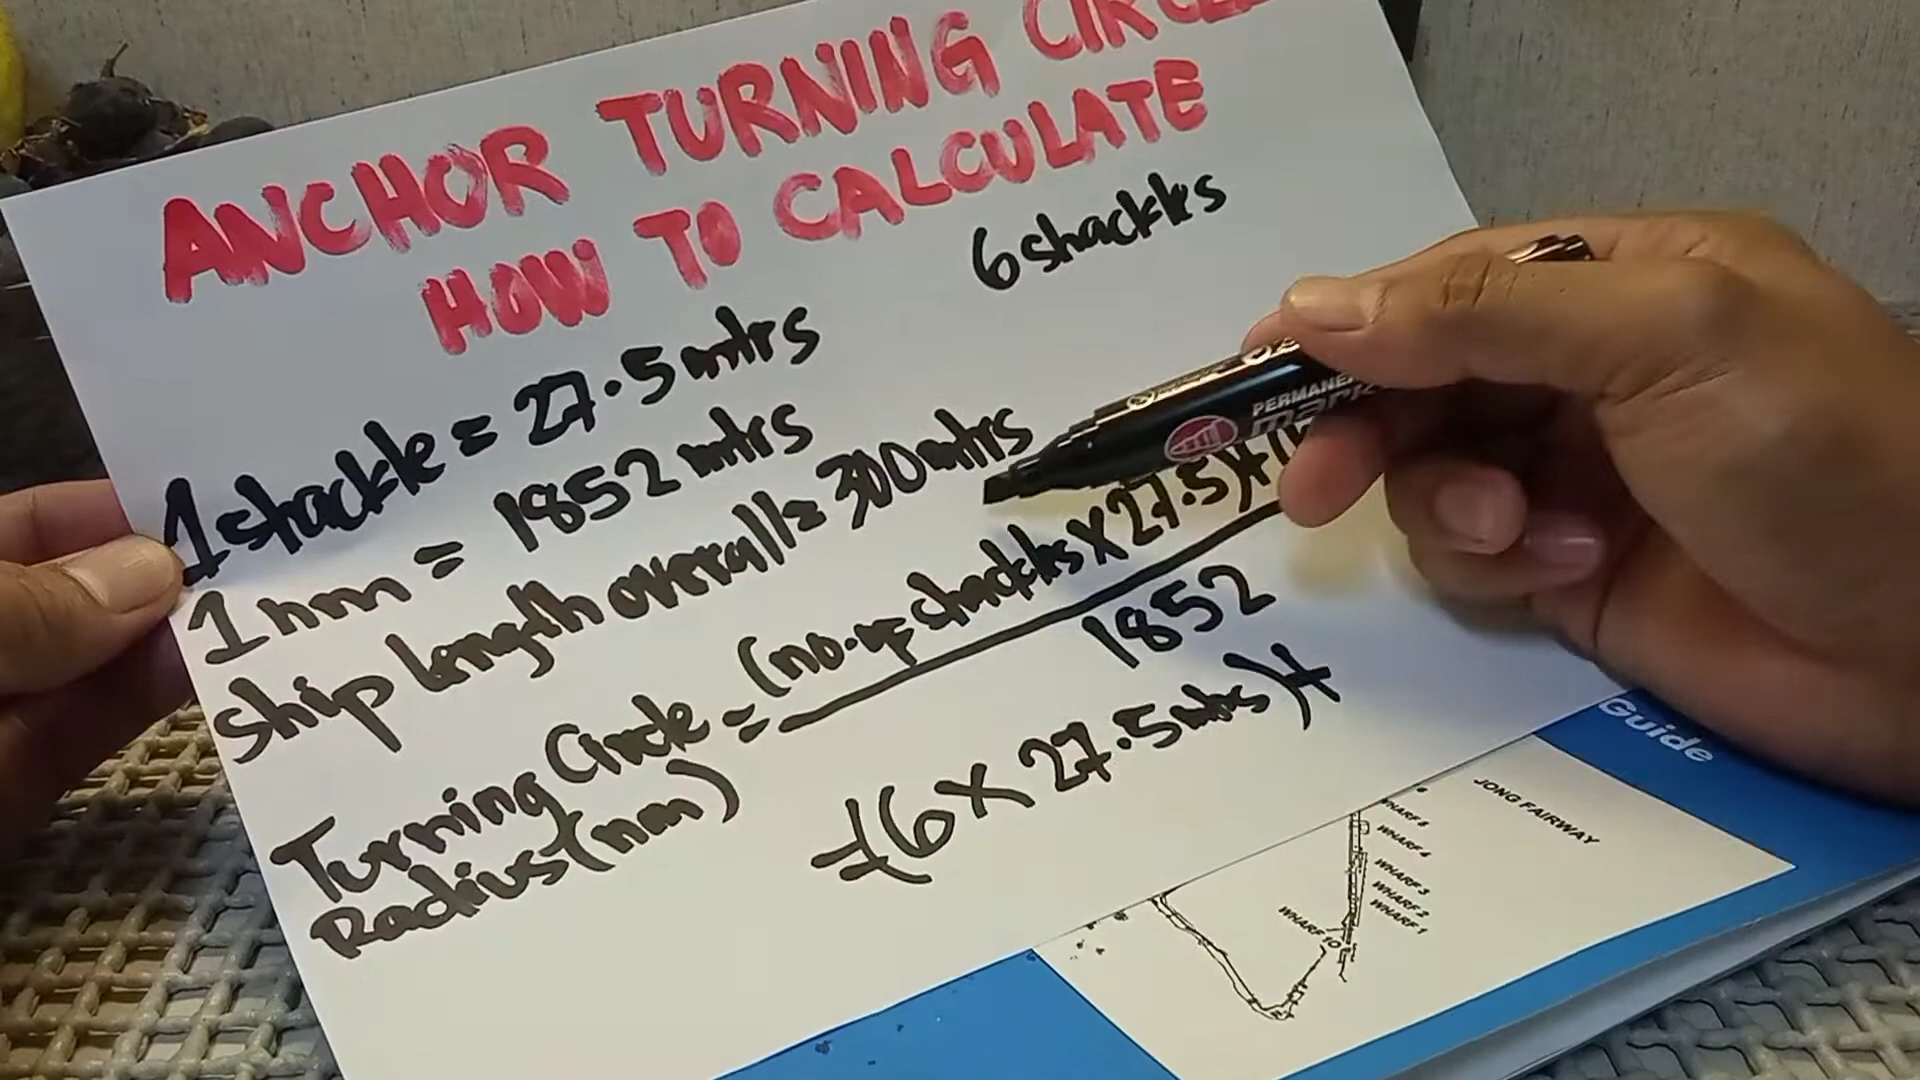 ANCHOR TURNING CIRCLE
HOW TO CALCULATE
6 shackles
1 shackle = 27.5 mtrs
1 nm = 1852 mtrs
Ship length overall = 300 mtrs
Turning Circle = (no. of shackles X 27.5) + (
Radius (nm)
1852
= (6 X 27.5 mtrs) +
PERMANE
mark
Guide
JONG FAIRWAY
WHARF 5
WHARF 4
WHARF 3
WHARF 2
WHARF 1
WHARF 10